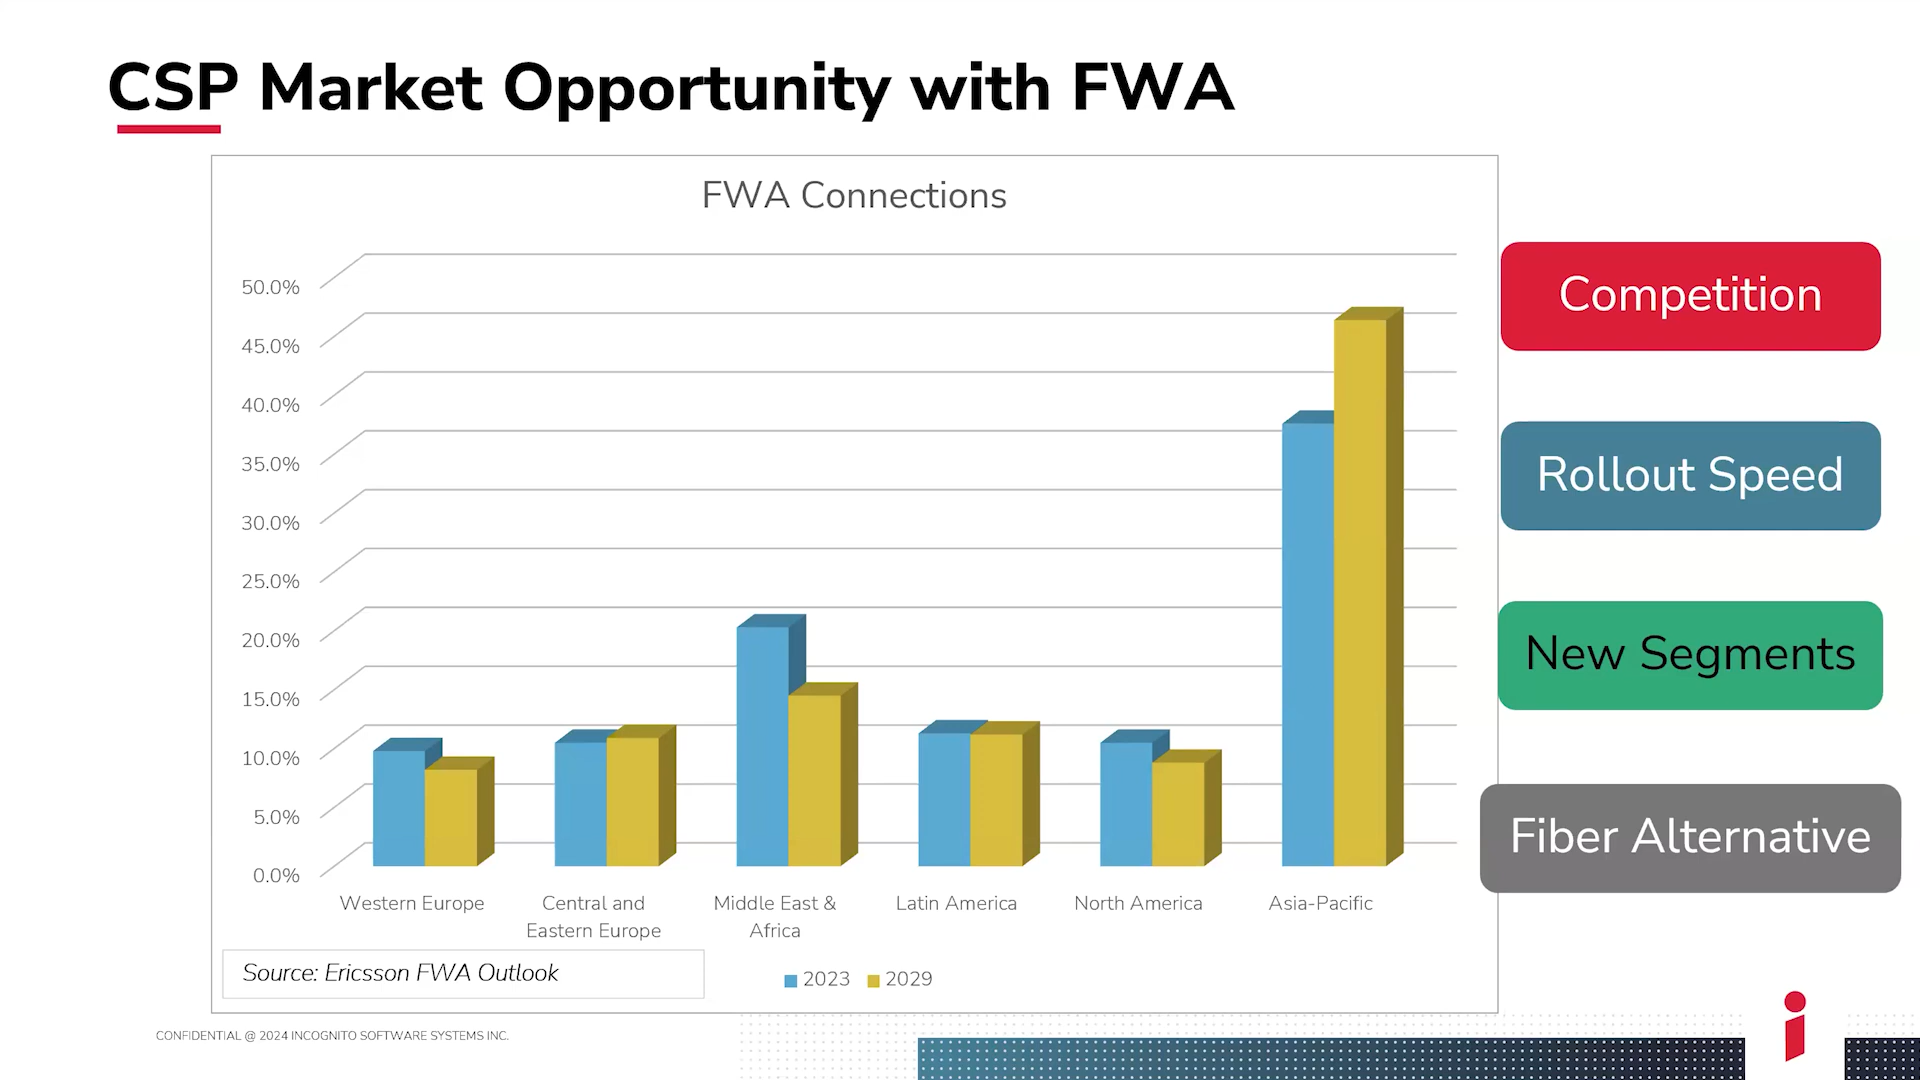 CSP Market Opportunity with FWA
FWA Connections
50.0%
45.0%
40.0%
35.0%
30.0%
25.0%
20.0%
15.0%
10.0%
5.0%
0.0%
Western Europe
Central and
Eastern Europe
Middle East &
Africa
Latin America
North America
Asia-Pacific
Source: Ericsson FWA Outlook
2023
2029
Competition
Rollout Speed
New Segments
Fiber Alternative
CONFIDENTIAL @ 2024 INCOGNITO SOFTWARE SYSTEMS INC.